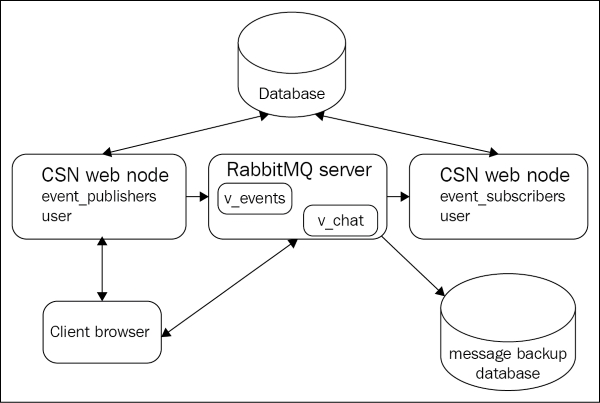 Database
CSN web node
event_publishers
user
RabbitMQ server
v_events
v_chat
CSN web node
event_subscribers
user
Client browser
message backup
database